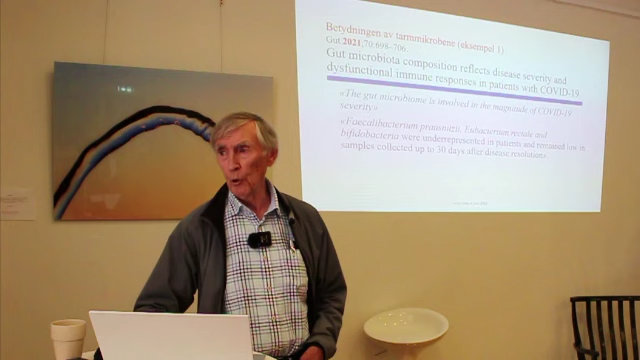 Betydningen av tarmmikrobene (eksempel 1)
Gut 2021;70:698–706.
Gut microbiota composition reflects disease severity and
dysfunctional immune responses in patients with COVID-19
«The gut microbiome is involved in the magnitude of COVID-19
severity»
«Faecalibacterium prausnitzii, Eubacterium rectale and
bifidobacteria were underrepresented in patients and remained low in
samples collected up to 30 days after disease resolution»